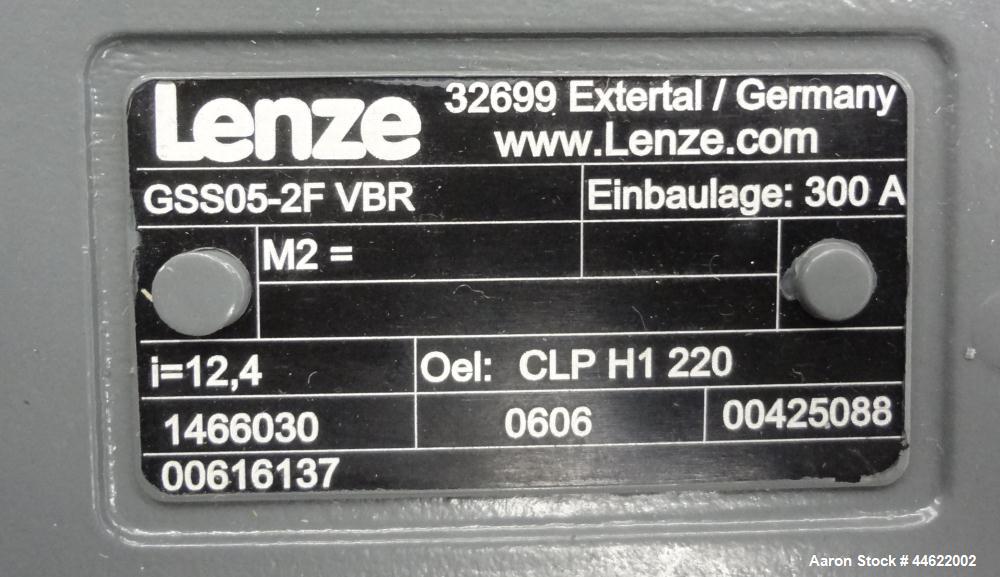 Lenze
32699 Extertal / Germany
www.Lenze.com
GSS05-2F VBR
Einbaulage: 300 A
M2 =
i=12,4
Oel: CLP H1 220
1466030
0606
00425088
00616137
Aaron Stock # 44622002